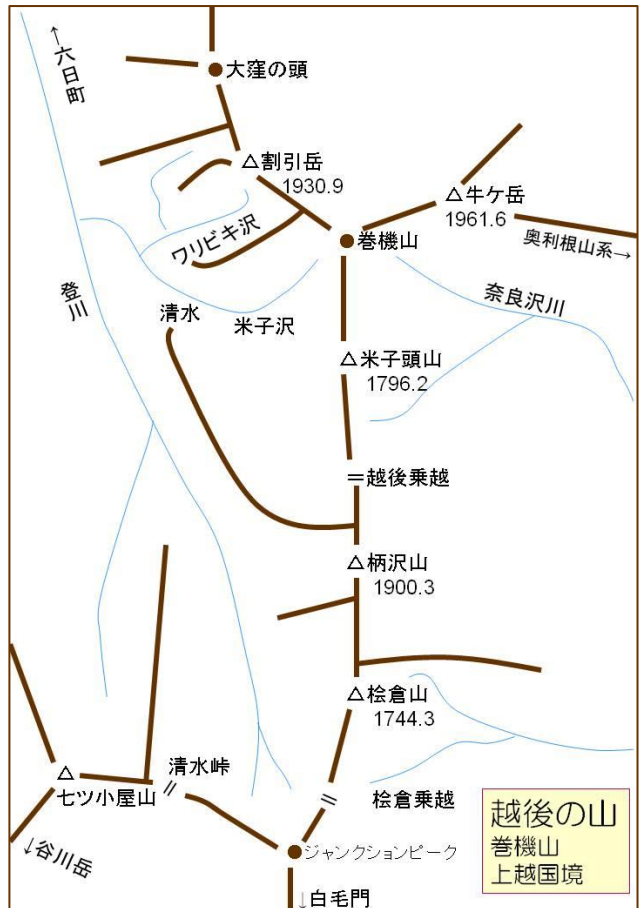 ←六日町
大窪の頭
△割引岳
1930.9
△牛ケ岳
1961.6
奥利根山系→
ワリビキ沢
巻機山
登川
清水
米子沢
奈良沢川
△米子頭山
1796.2
=越後乗越
△柄沢山
1900.3
△桧倉山
1744.3
清水峠
=
△
七ツ小屋山
=
桧倉乗越
↓谷川岳
ジャンクションピーク
↓白毛門
越後の山
巻機山
上越国境